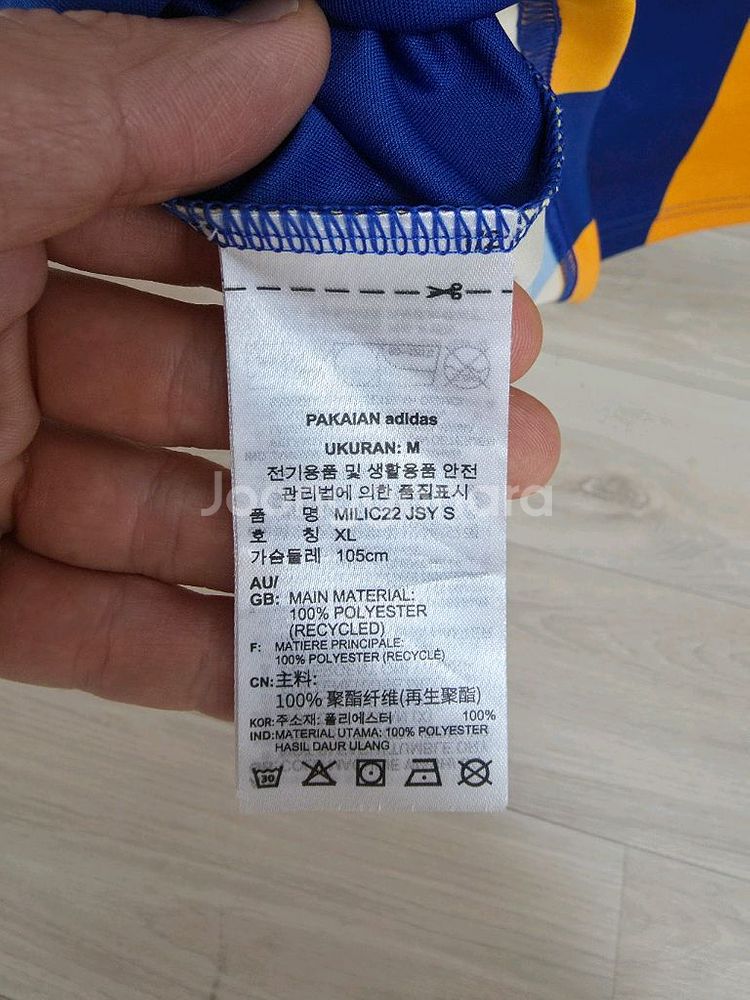 PAKAIAN adidas
UKURAN: M
전기용품 및 생활용품 안전
관리법에 의한 품질표시
품 명 MILIC22 JSY S
호 칭 XL
가슴둘레 105cm
AU/
GB: MAIN MATERIAL:
100% POLYESTER
(RECYCLED)
F: MATIERE PRINCIPALE:
100% POLYESTER (RECYCLÉ)
CN: 主料:
100% 聚酯纤维(再生聚酯)
KOR: 주소재: 폴리에스터 100%
IND: MATERIAL UTAMA: 100% POLYESTER
HASIL DAUR ULANG
30